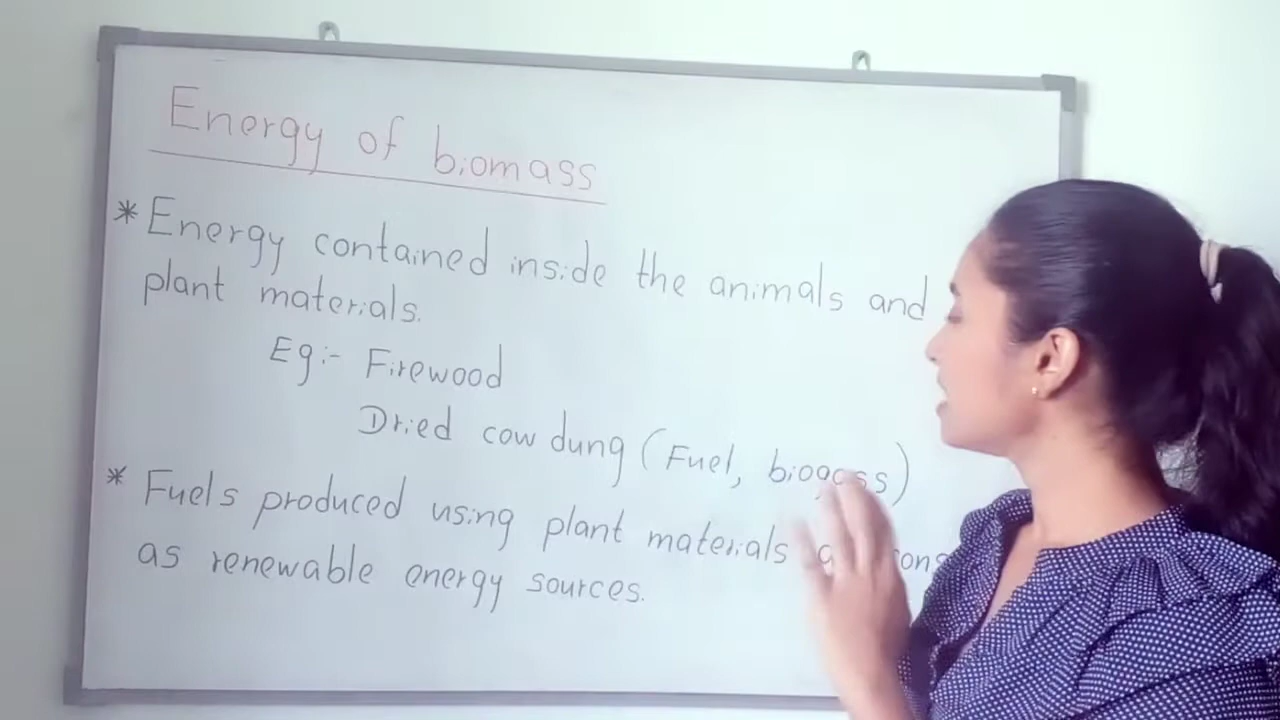 Energy of biomass
* Energy contained inside the animals and
plant materials.
Eg:- Firewood
Dried cow dung (Fuel, biogass)
* Fuels produced using plant materials
as renewable energy sources.